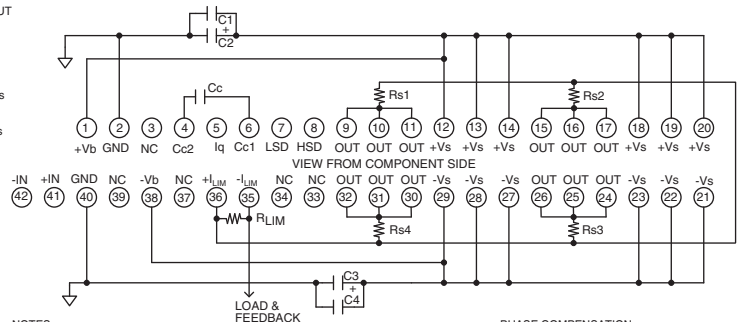 UT
C1
+
C2
s
Cc
Rs1
Rs2
s
1 2 3 4 5 6 7 8 9 10 11 12 13 14 15 16 17 18 19 20
+Vb GND NC Cc2 Iq Cc1 LSD HSD OUT OUT OUT +Vs +Vs +Vs OUT OUT OUT +Vs +Vs +Vs
VIEW FROM COMPONENT SIDE
-IN +IN GND NC -Vb NC +ILIM -ILIM NC NC OUT OUT OUT -Vs -Vs -Vs OUT OUT OUT -Vs -Vs -Vs
42 41 40 39 38 37 36 35 34 33 32 31 30 29 28 27 26 25 24 23 22 21
RLIM
Rs4
Rs3
C3
+
C4
LOAD &
FEEDBACK
NOTES
PHASE COMPENSATION